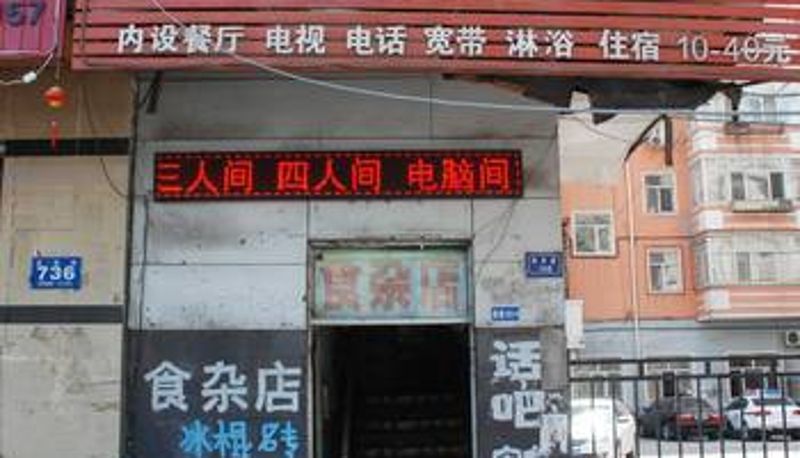 57
内设餐厅 电视 电话 宽带 淋浴 住宿 10-40元
三人间 四人间 电脑间
736
食杂店
食杂店
冰棍 砖
话吧